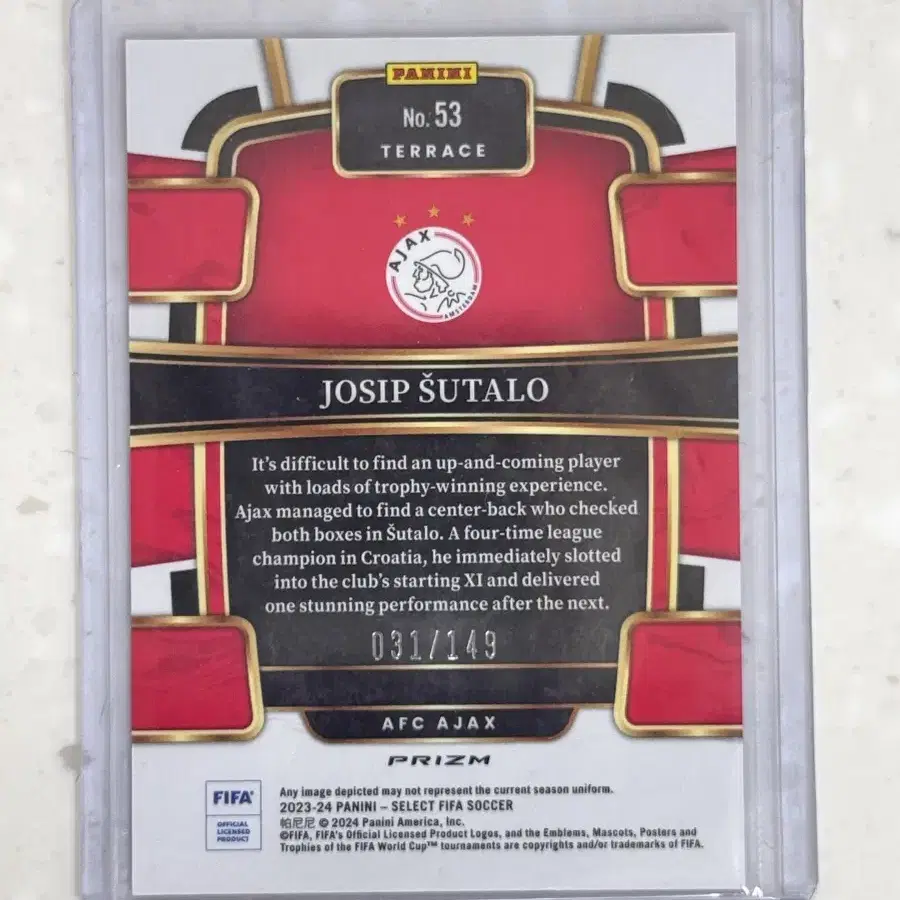 PANINI
No. 53
TERRACE
AJAX
AMSTERDAM
JOSIP ŠUTALO
It's difficult to find an up-and-coming player
with loads of trophy-winning experience.
Ajax managed to find a center-back who checked
both boxes in Šutalo. A four-time league
champion in Croatia, he immediately slotted
into the club's starting XI and delivered
one stunning performance after the next.
031/149
AFC AJAX
PRIZM
FIFA®
OFFICIAL
LICENSED
PRODUCT
Any image depicted may not represent the current season uniform.
2023-24 PANINI – SELECT FIFA SOCCER
帕尼尼 © 2024 Panini America, Inc.
©FIFA, FIFA's Official Licensed Product Logos, and the Emblems, Mascots, Posters and
Trophies of the FIFA World Cup™ tournaments are copyrights and/or trademarks of FIFA.